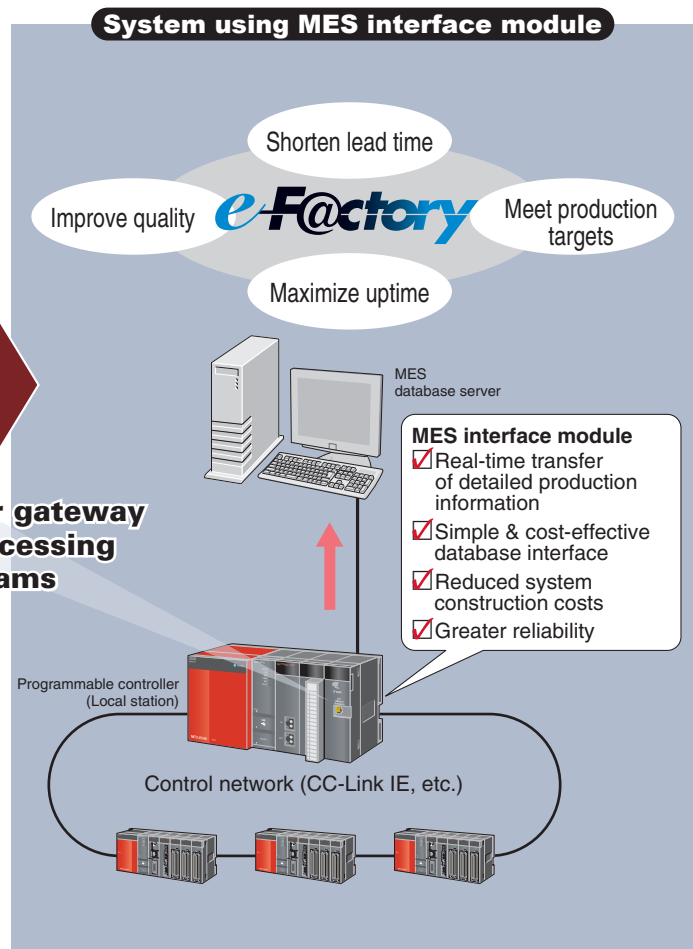 System using MES interface module
Shorten lead time
Improve quality
e-F@ctory
Meet production
targets
Maximize uptime
MES
database server
MES interface module
Real-time transfer
of detailed production
information
Simple & cost-effective
database interface
Reduced system
construction costs
Greater reliability
gateway
ams
Programmable controller
(Local station)
Control network (CC-Link IE, etc.)